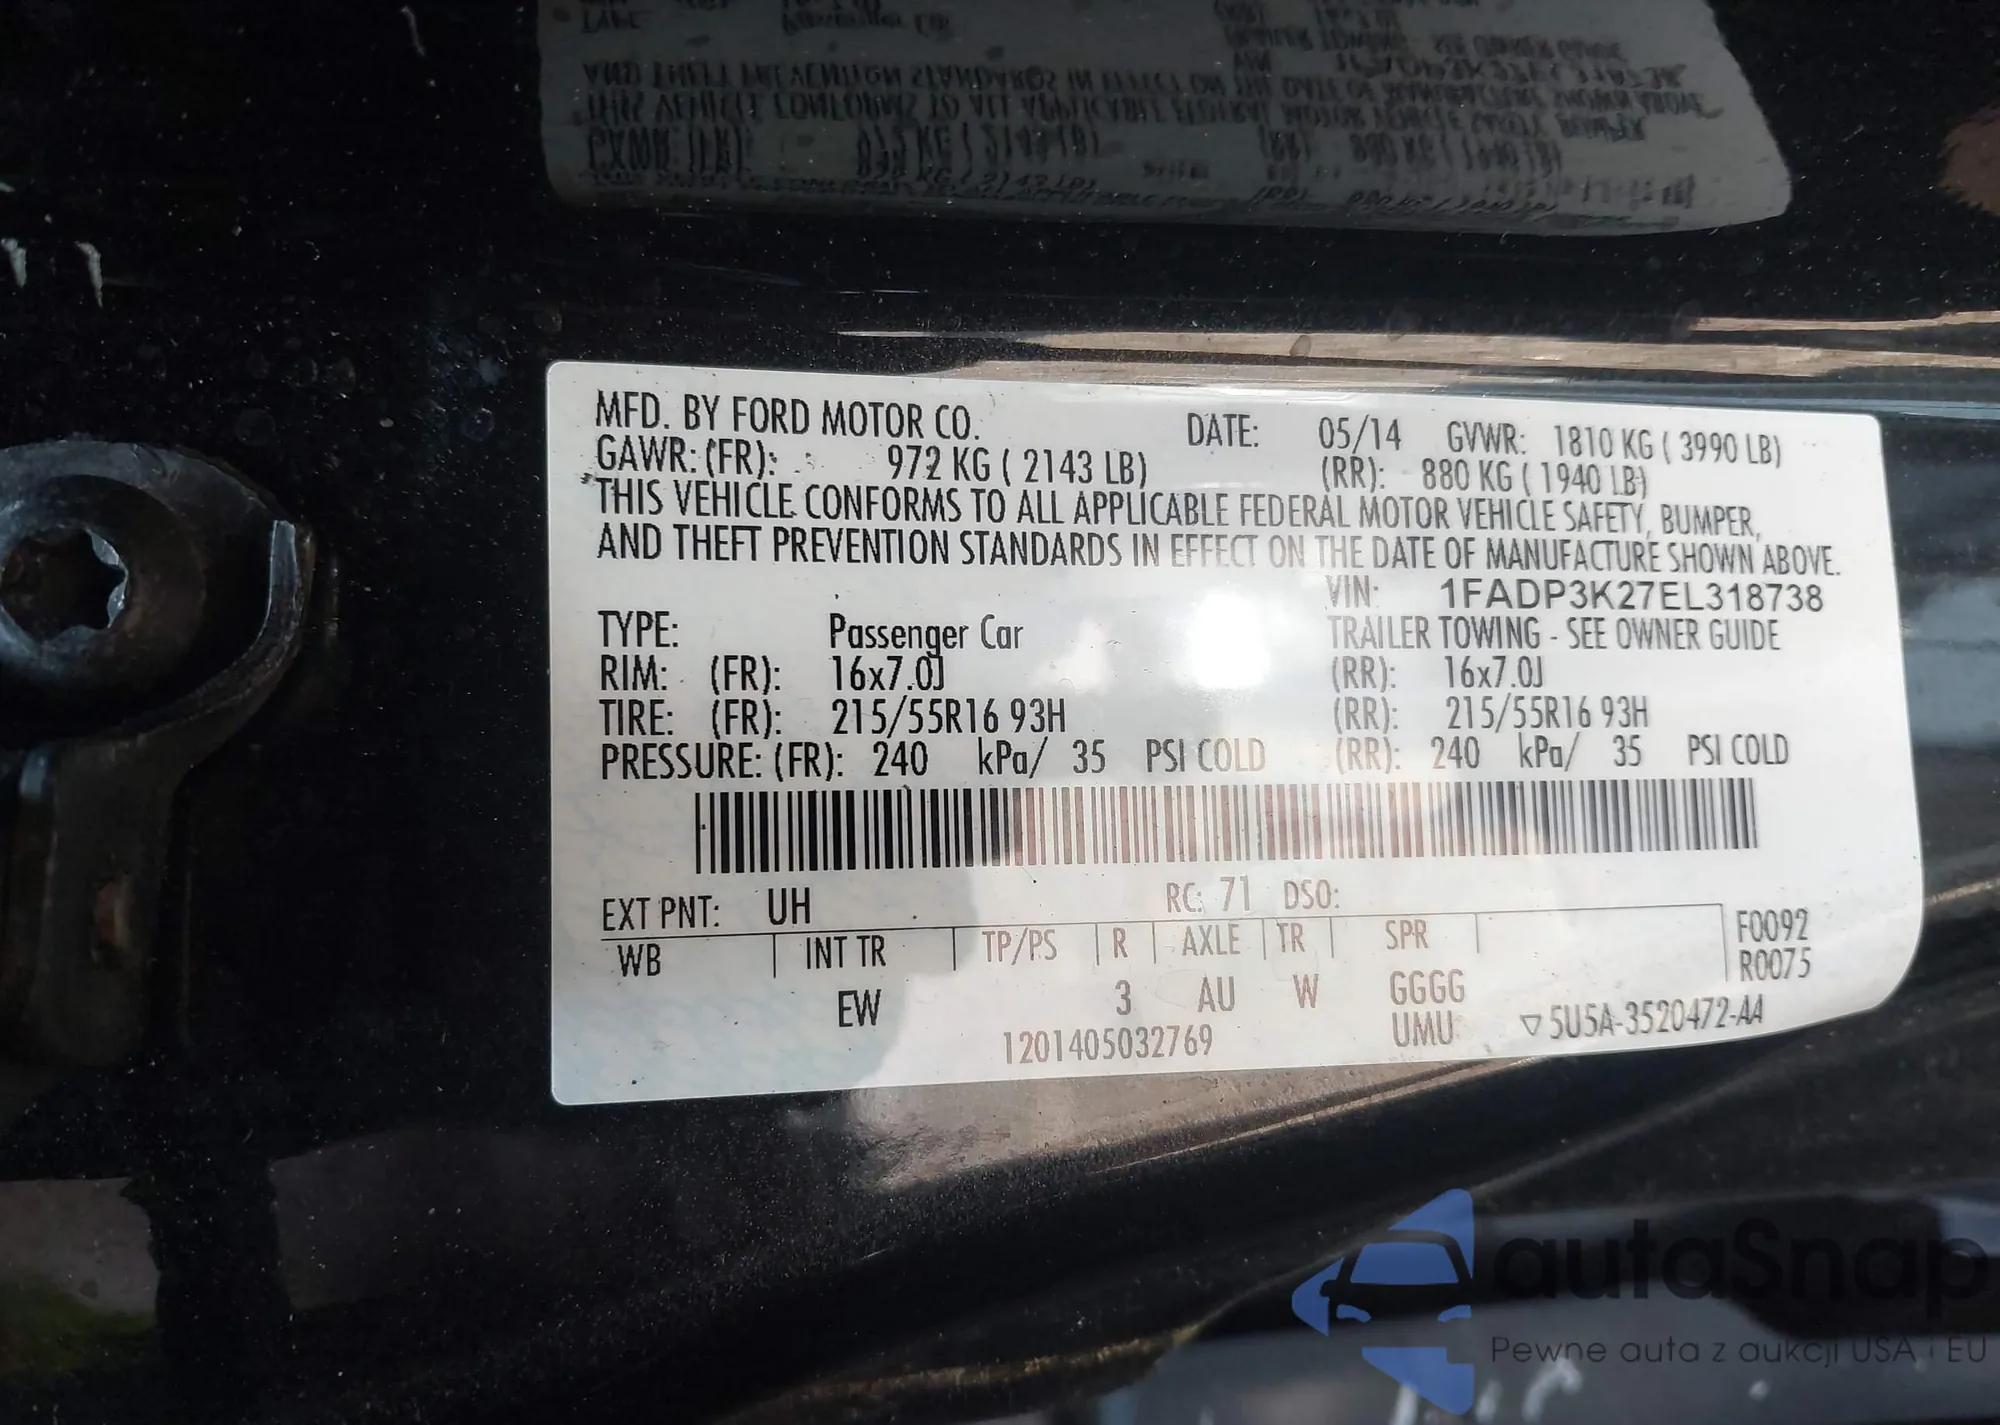 MFD. BY FORD MOTOR CO. DATE: 05/14 GVWR: 1810 KG ( 3990 LB)
GAWR: (FR): 972 KG ( 2143 LB) (RR): 880 KG ( 1940 LB)
THIS VEHICLE CONFORMS TO ALL APPLICABLE FEDERAL MOTOR VEHICLE SAFETY, BUMPER,
AND THEFT PREVENTION STANDARDS IN EFFECT ON THE DATE OF MANUFACTURE SHOWN ABOVE.
VIN: 1FADP3K27EL318738
TYPE: Passenger Car TRAILER TOWING - SEE OWNER GUIDE
RIM: (FR): 16x7.0J (RR): 16x7.0J
TIRE: (FR): 215/55R16 93H (RR): 215/55R16 93H
PRESSURE: (FR): 240 kPa/ 35 PSI COLD (RR): 240 kPa/ 35 PSI COLD
EXT PNT: UH RC: 71 DSO:
WB INT TR TP/PS R AXLE TR SPR F0092
R0075
EW 3 AU W GGGG
UMU ▽5U5A-3520472-AA
1201405032769
autoSnap
Pewne auta z aukcji USA i EU